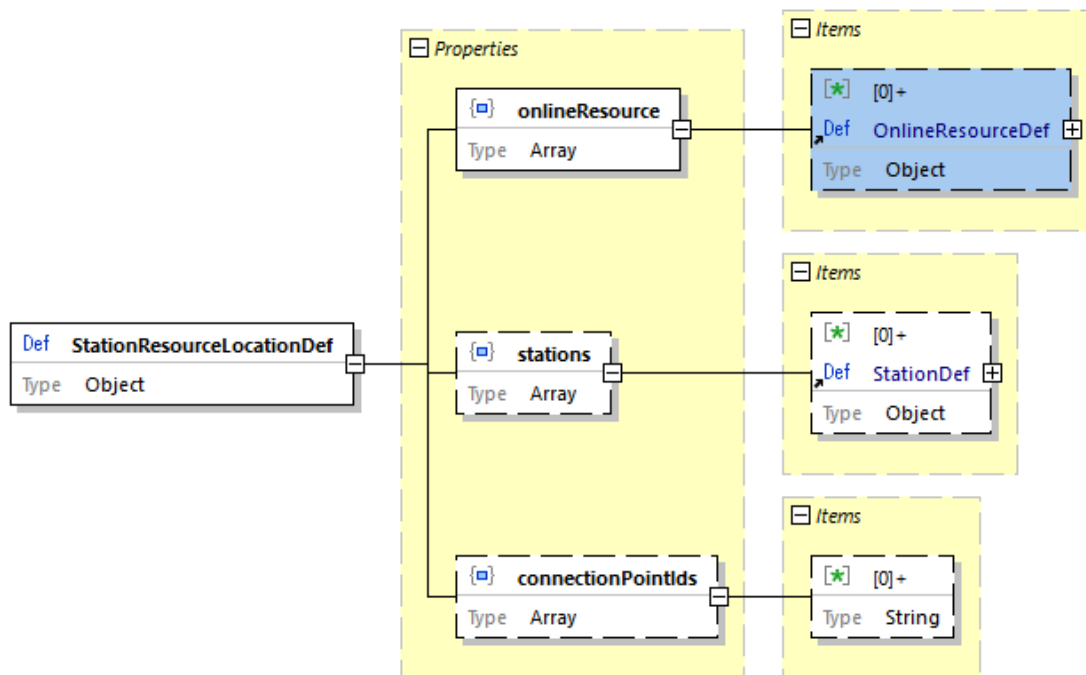 Properties
{} onlineResource
Type Array
Items
[*] [0]+
Def OnlineResourceDef
Type Object
Def StationResourceLocationDef
Type Object
{} stations
Type Array
Items
[*] [0]+
Def StationDef
Type Object
{} connectionPointIds
Type Array
Items
[*] [0]+
Type String